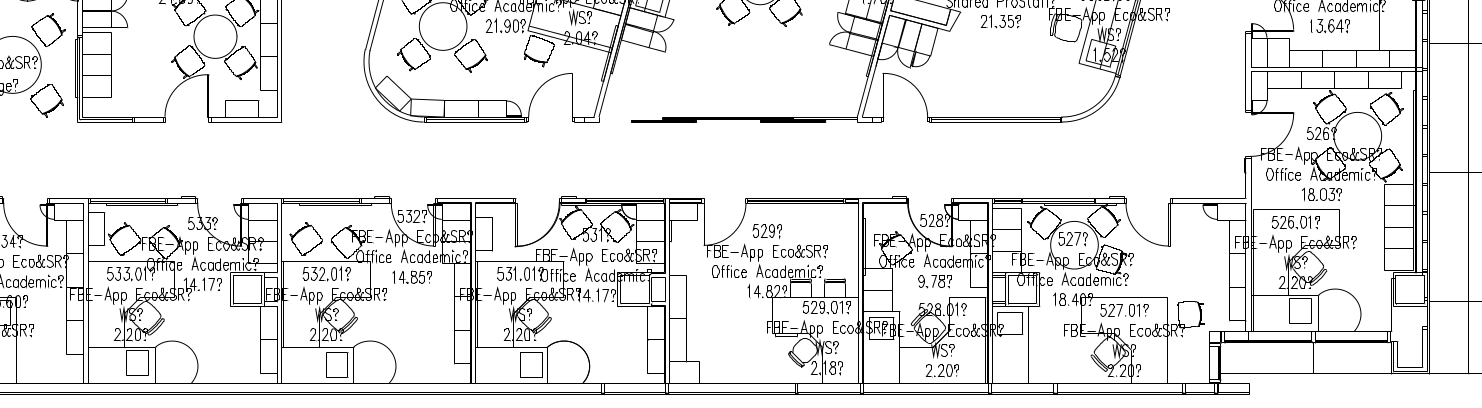 Office Academic?
21.90?
WS?
2.04?
Shared Prostaff?
21.35?
FBE-App Eco&SR?
WS?
1.52?
Office Academic?
13.64?
o&SR?
ge?
526?
FBE-App Eco&SR?
Office Academic?
18.03?
526.01?
FBE-App Eco&SR?
WS?
2.20?
34?
Eco&SR?
Academic?
.60?
&SR?
533?
FBE-App Eco&SR?
Office Academic?
14.17?
533.01?
FBE-App Eco&SR?
WS?
2.20?
532?
FBE-App Eco&SR?
Office Academic?
14.85?
532.01?
FBE-App Eco&SR?
WS?
2.20?
531?
FBE-App Eco&SR?
Office Academic?
14.17?
531.01?
FBE-App Eco&SR?
WS?
2.20?
529?
FBE-App Eco&SR?
Office Academic?
14.82?
529.01?
FBE-App Eco&SR?
WS?
2.18?
528?
FBE-App Eco&SR?
Office Academic?
9.78?
528.01?
FBE-App Eco&SR?
WS?
2.20?
527?
FBE-App Eco&SR?
Office Academic?
18.40?
527.01?
FBE-App Eco&SR?
WS?
2.20?